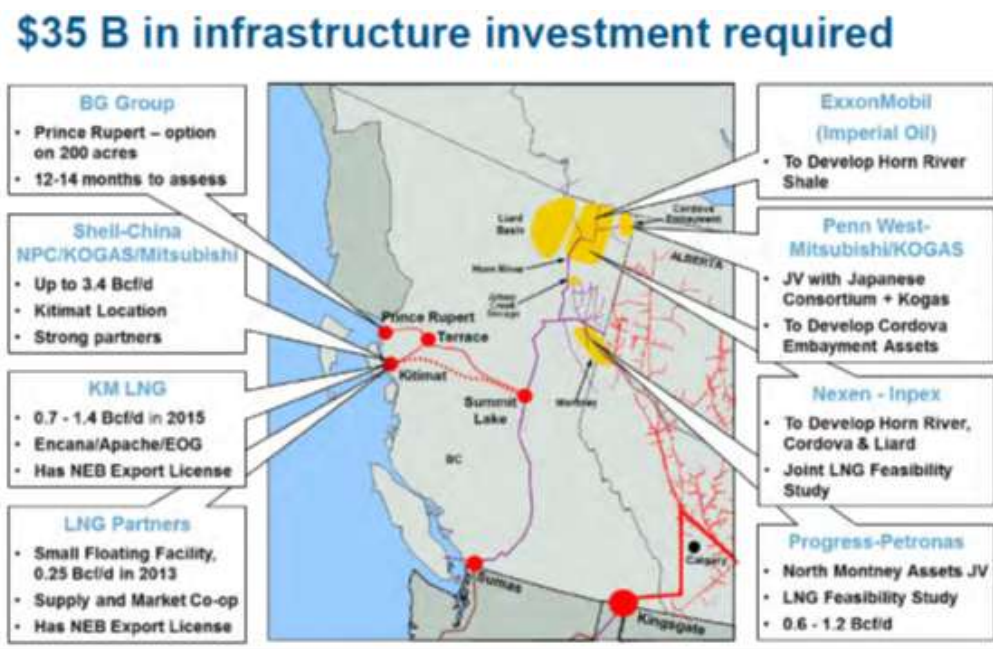 $35 B in infrastructure investment required
BG Group
• Prince Rupert – option
on 200 acres
• 12-14 months to assess
Shell-China
NPC/KOGAS/Mitsubishi
• Up to 3.4 Bcf/d
• Kitimat Location
• Strong partners
KM LNG
• 0.7 - 1.4 Bcf/d in 2015
• Encana/Apache/EOG
• Has NEB Export License
LNG Partners
• Small Floating Facility,
0.25 Bcf/d in 2013
• Supply and Market Co-op
• Has NEB Export License
Liard
Basin
Cordova
Embayment
Horn River
ALBERTA
Creek
Storage
Prince Rupert
Terrace
Kitimat
Summit
Lake
Montney
BC
Calgary
Sumas
Kingsgate
ExxonMobil
(Imperial Oil)
• To Develop Horn River
Shale
Penn West-
Mitsubishi/KOGAS
• JV with Japanese
Consortium + Kogas
• To Develop Cordova
Embayment Assets
Nexen - Inpex
• To Develop Horn River,
Cordova & Liard
• Joint LNG Feasibility
Study
Progress-Petronas
• North Montney Assets JV
• LNG Feasibility Study
• 0.6 - 1.2 Bcf/d